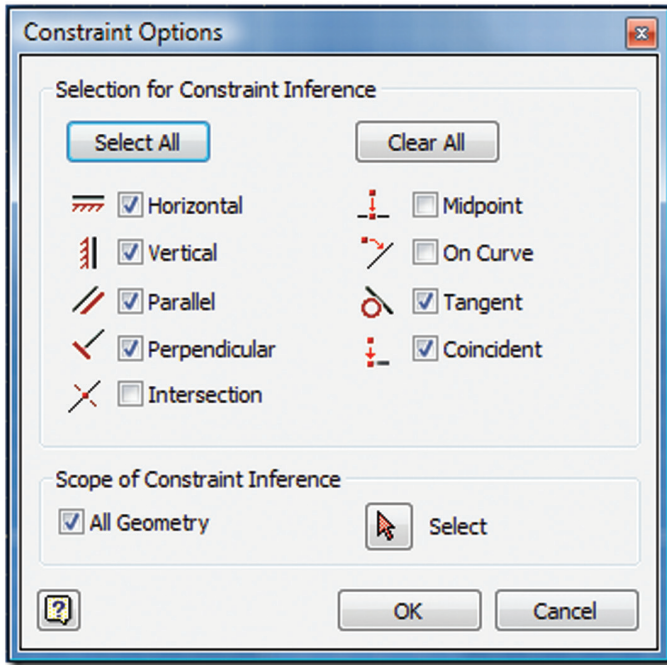 Constraint Options
Selection for Constraint Inference
Select All
Clear All
Horizontal
Midpoint
Vertical
On Curve
Parallel
Tangent
Perpendicular
Coincident
Intersection
Scope of Constraint Inference
All Geometry
Select
?
OK
Cancel